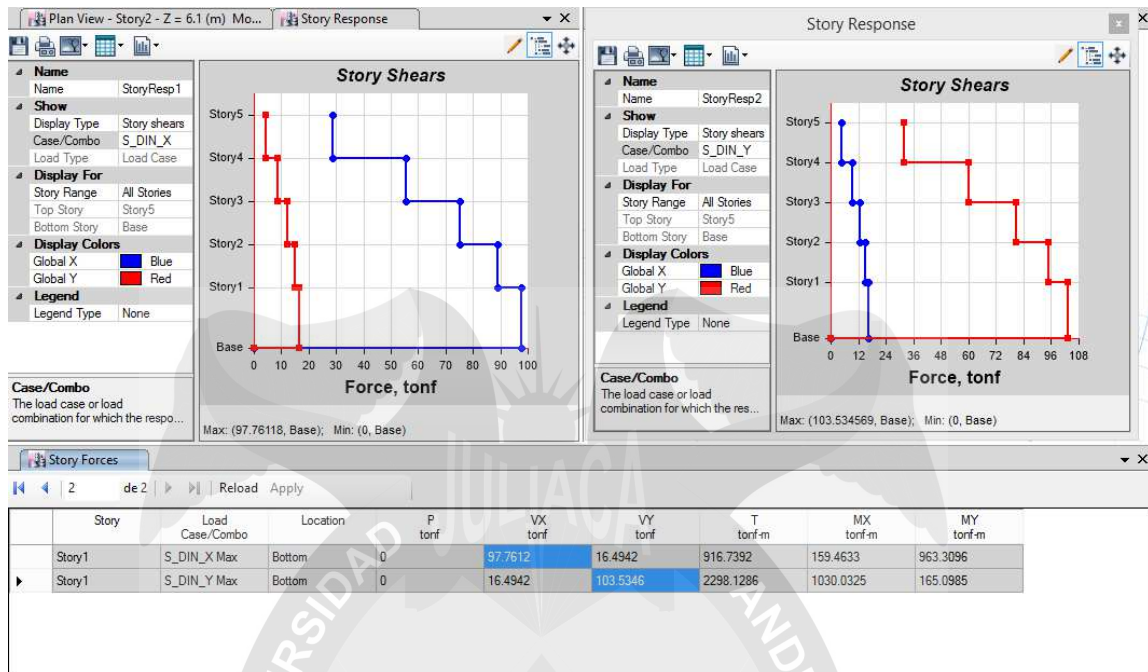 Plan View - Story2 - Z = 6.1 (m) Mo...
Story Response
Name
Name StoryResp1
Show
Display Type Story shears
Case/Combo S_DIN_X
Load Type Load Case
Display For
Story Range All Stories
Top Story Story5
Bottom Story Base
Display Colors
Global X Blue
Global Y Red
Legend
Legend Type None
Case/Combo
The load case or load
combination for which the respo...
Story Shears
Story5
Story4
Story3
Story2
Story1
Base
0 10 20 30 40 50 60 70 80 90 100
Force, tonf
Max: (97.76118, Base); Min: (0, Base)
Story Response
x
Name
Name StoryResp2
Show
Display Type Story shears
Case/Combo S_DIN_Y
Load Type Load Case
Display For
Story Range All Stories
Top Story Story5
Bottom Story Base
Display Colors
Global X Blue
Global Y Red
Legend
Legend Type None
Case/Combo
The load case or load
combination for which the res...
Story Shears
Story5
Story4
Story3
Story2
Story1
Base
0 12 24 36 48 60 72 84 96 108
Force, tonf
Max: (103.534569, Base); Min: (0, Base)
Story Forces
2 de 2 Reload Apply
Story Load Case/Combo Location P tonf VX tonf VY tonf T tonf-m MX tonf-m MY tonf-m
Story1 S_DIN_X Max Bottom 0 97.7612 16.4942 916.7392 159.4633 963.3096
Story1 S_DIN_Y Max Bottom 0 16.4942 103.5346 2298.1286 1030.0325 165.0985
JULIACA